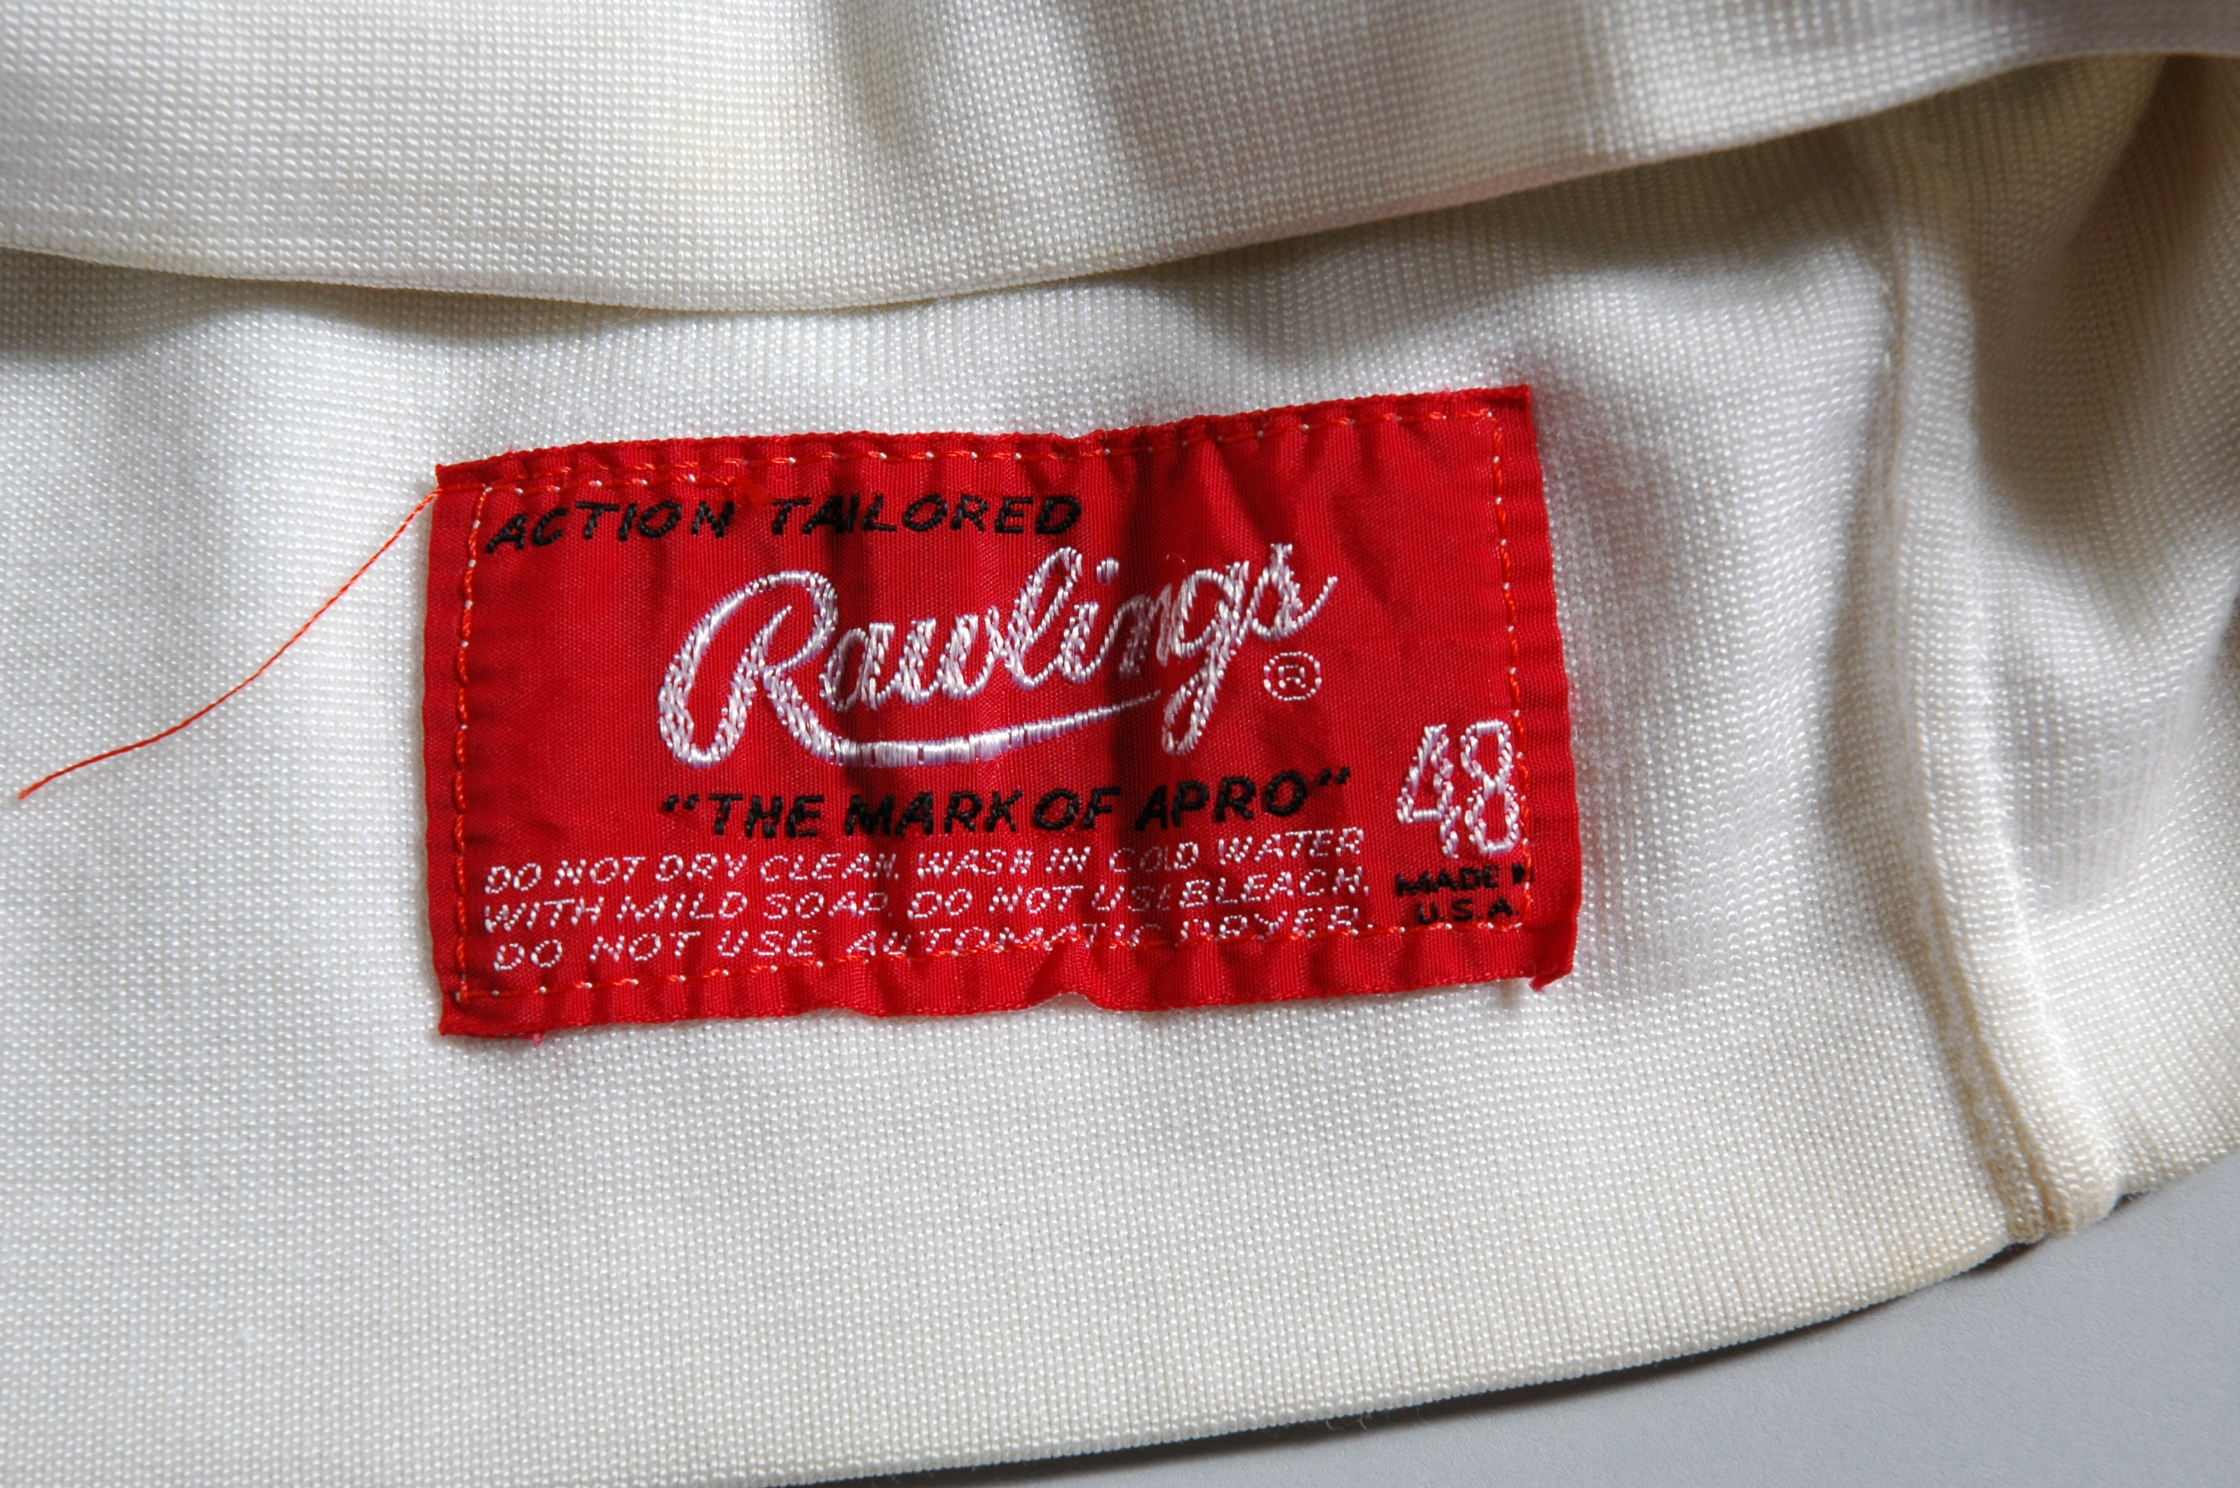 ACTION TAILORED
Rawlings ®
"THE MARK OF A PRO"
48
DO NOT DRY CLEAN. WASH IN COLD WATER
WITH MILD SOAP. DO NOT USE BLEACH.
DO NOT USE AUTOMATIC DRYER.
MADE IN
U.S.A.